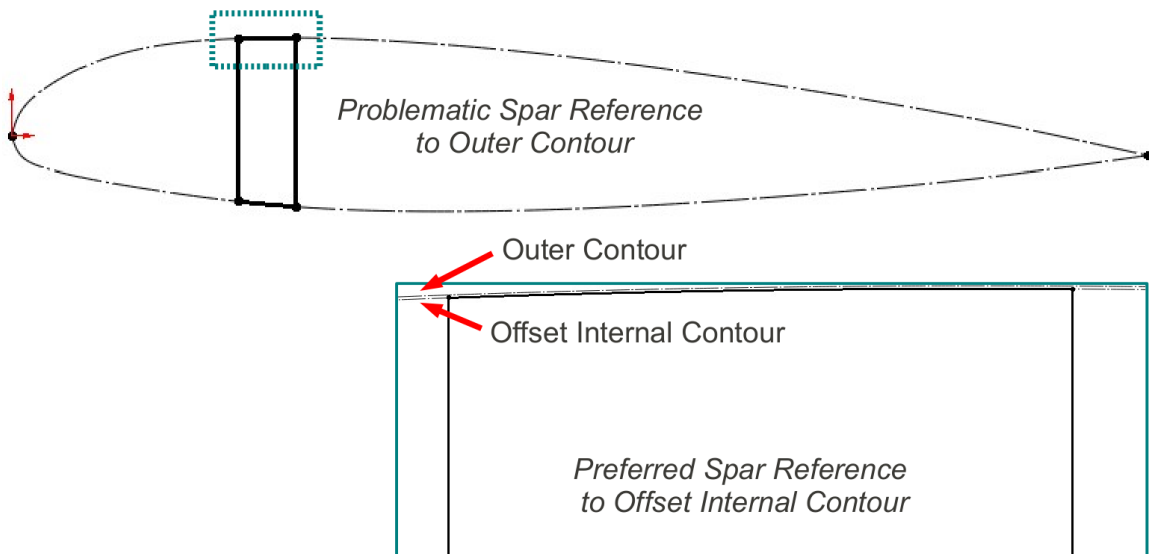 Problematic Spar Reference
to Outer Contour
Outer Contour
Offset Internal Contour
Preferred Spar Reference
to Offset Internal Contour